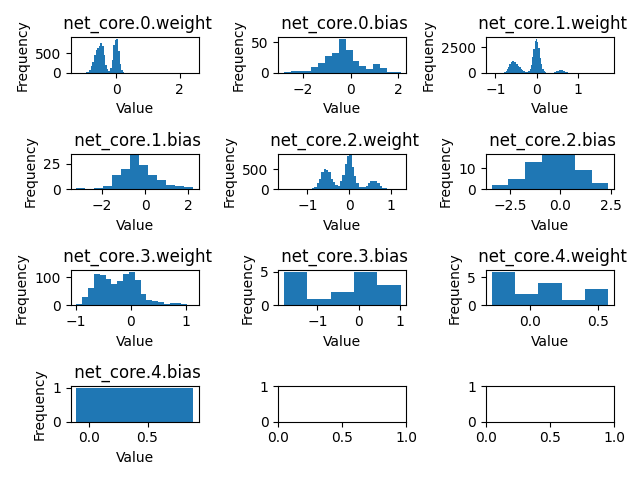 net_core.0.weight
Frequency
500
0
0
2
Value
net_core.0.bias
Frequency
50
0
−2
0
2
Value
net_core.1.weight
Frequency
2500
0
−1
0
1
Value
net_core.1.bias
Frequency
25
0
−2
0
2
Value
net_core.2.weight
Frequency
500
0
−1
0
1
Value
net_core.2.bias
Frequency
10
0
−2.5
0.0
2.5
Value
net_core.3.weight
Frequency
100
0
−1
0
1
Value
net_core.3.bias
Frequency
5
0
−1
0
1
Value
net_core.4.weight
Frequency
5
0
0.0
0.5
Value
net_core.4.bias
Frequency
1
0
0.0
0.5
Value
1
0
0.0
0.5
1.0
1
0
0.0
0.5
1.0